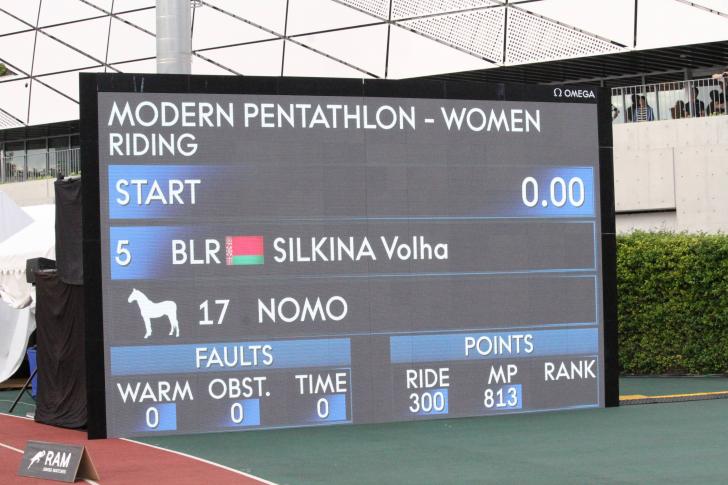 Ω OMEGA
MODERN PENTATHLON - WOMEN
RIDING
START 0.00
5 BLR SILKINA Volha
17 NOMO
FAULTS POINTS
WARM OBST. TIME RIDE MP RANK
0 0 0 300 813
RAM